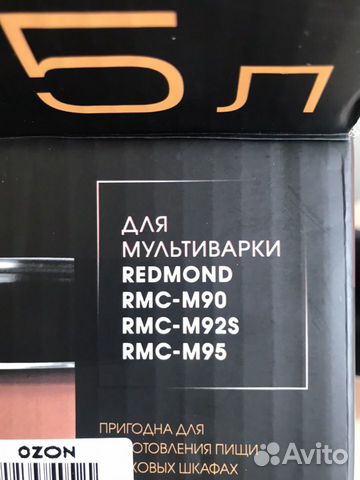 5 л
ДЛЯ
МУЛЬТИВАРКИ
REDMOND
RMC-M90
RMC-M92S
RMC-M95
ПРИГОДНА ДЛЯ
ПИЩИ
ШКАФАХ
OZON
Avito